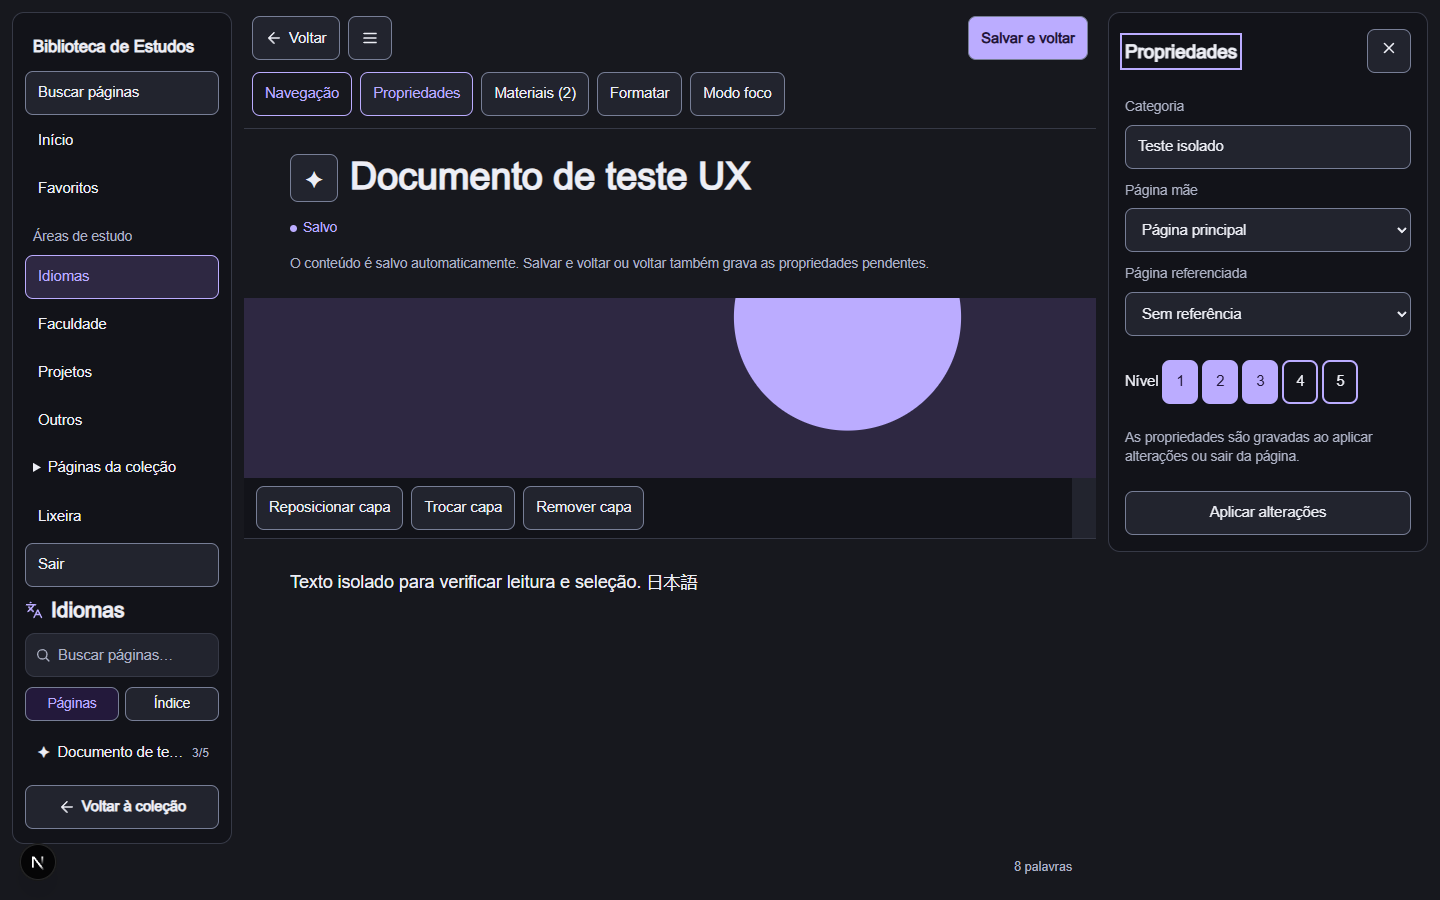 Biblioteca de Estudos
Buscar páginas
Início
Favoritos
Áreas de estudo
Idiomas
Faculdade
Projetos
Outros
Páginas da coleção
Lixeira
Sair
Idiomas
Buscar páginas…
Páginas
Índice
Documento de te… 3/5
Voltar à coleção
N
Voltar
Salvar e voltar
Navegação
Propriedades
Materiais (2)
Formatar
Modo foco
Documento de teste UX
Salvo
O conteúdo é salvo automaticamente. Salvar e voltar ou voltar também grava as propriedades pendentes.
Reposicionar capa
Trocar capa
Remover capa
Texto isolado para verificar leitura e seleção. 日本語
8 palavras
Propriedades
Categoria
Teste isolado
Página mãe
Página principal
Página referenciada
Sem referência
Nível 1 2 3 4 5
As propriedades são gravadas ao aplicar
alterações ou sair da página.
Aplicar alterações